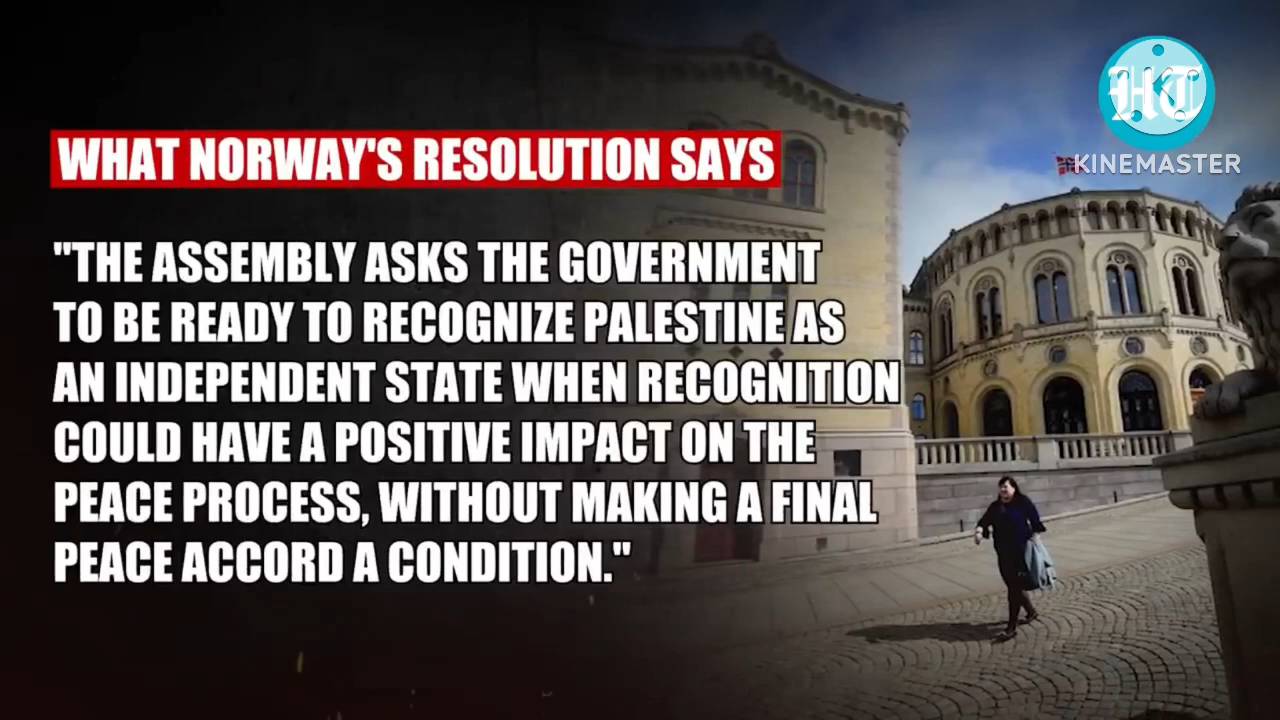 HT
KINEMASTER
WHAT NORWAY'S RESOLUTION SAYS
"THE ASSEMBLY ASKS THE GOVERNMENT
TO BE READY TO RECOGNIZE PALESTINE AS
AN INDEPENDENT STATE WHEN RECOGNITION
COULD HAVE A POSITIVE IMPACT ON THE
PEACE PROCESS, WITHOUT MAKING A FINAL
PEACE ACCORD A CONDITION."